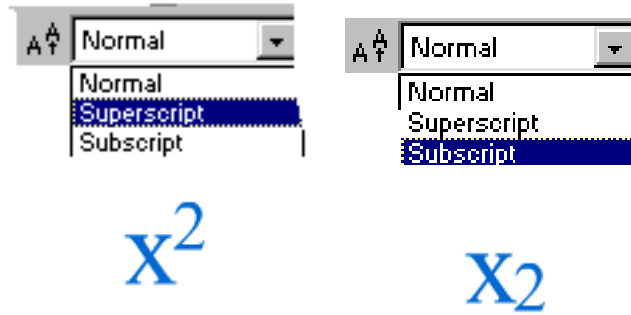 Normal
Normal
Superscript
Subscript
x²
Normal
Normal
Superscript
Subscript
x₂